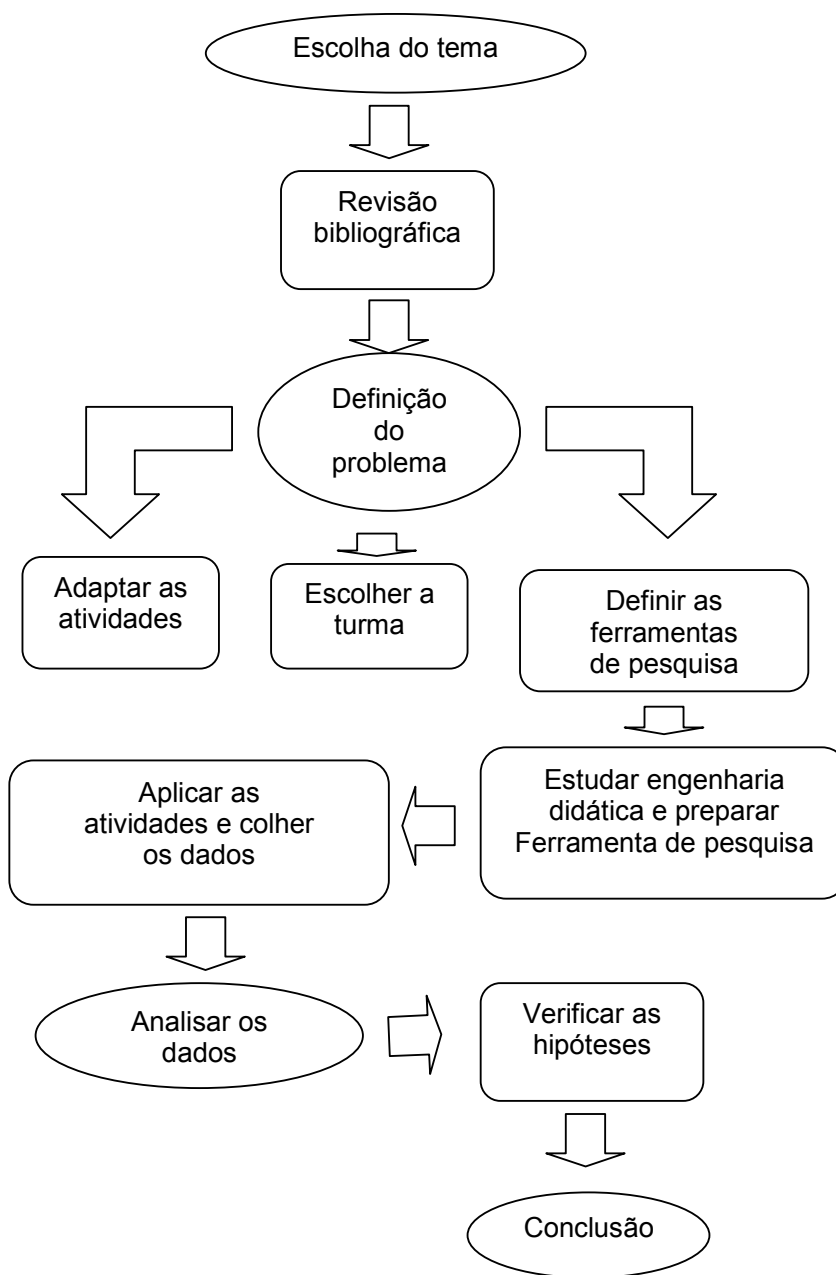 Escolha do tema
Revisão
bibliográfica
Definição
do
problema
Adaptar as
atividades
Escolher a
turma
Definir as
ferramentas
de pesquisa
Estudar engenharia
didática e preparar
Ferramenta de pesquisa
Aplicar as
atividades e colher
os dados
Analisar os
dados
Verificar as
hipóteses
Conclusão